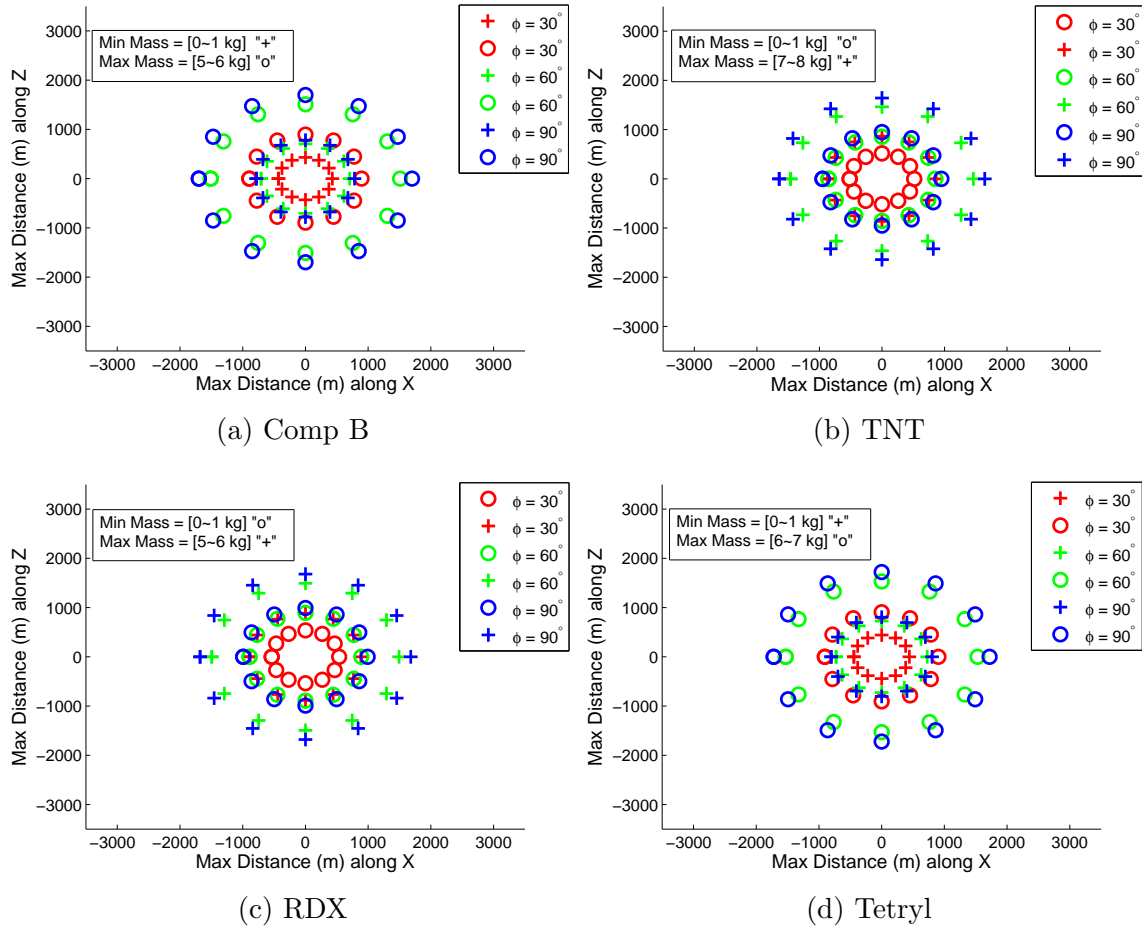 3000
2000
1000
0
−1000
−2000
−3000
Max Distance (m) along Z
Min Mass = [0~1 kg] "+"
Max Mass = [5~6 kg] "o"
ϕ = 30°
ϕ = 30°
ϕ = 60°
ϕ = 60°
ϕ = 90°
ϕ = 90°
−3000 −2000 −1000 0 1000 2000 3000
Max Distance (m) along X
(a) Comp B
3000
2000
1000
0
−1000
−2000
−3000
Max Distance (m) along Z
Min Mass = [0~1 kg] "o"
Max Mass = [7~8 kg] "+"
ϕ = 30°
ϕ = 30°
ϕ = 60°
ϕ = 60°
ϕ = 90°
ϕ = 90°
−3000 −2000 −1000 0 1000 2000 3000
Max Distance (m) along X
(b) TNT
3000
2000
1000
0
−1000
−2000
−3000
Max Distance (m) along Z
Min Mass = [0~1 kg] "o"
Max Mass = [5~6 kg] "+"
ϕ = 30°
ϕ = 30°
ϕ = 60°
ϕ = 60°
ϕ = 90°
ϕ = 90°
−3000 −2000 −1000 0 1000 2000 3000
Max Distance (m) along X
(c) RDX
3000
2000
1000
0
−1000
−2000
−3000
Max Distance (m) along Z
Min Mass = [0~1 kg] "+"
Max Mass = [6~7 kg] "o"
ϕ = 30°
ϕ = 30°
ϕ = 60°
ϕ = 60°
ϕ = 90°
ϕ = 90°
−3000 −2000 −1000 0 1000 2000 3000
Max Distance (m) along X
(d) Tetryl